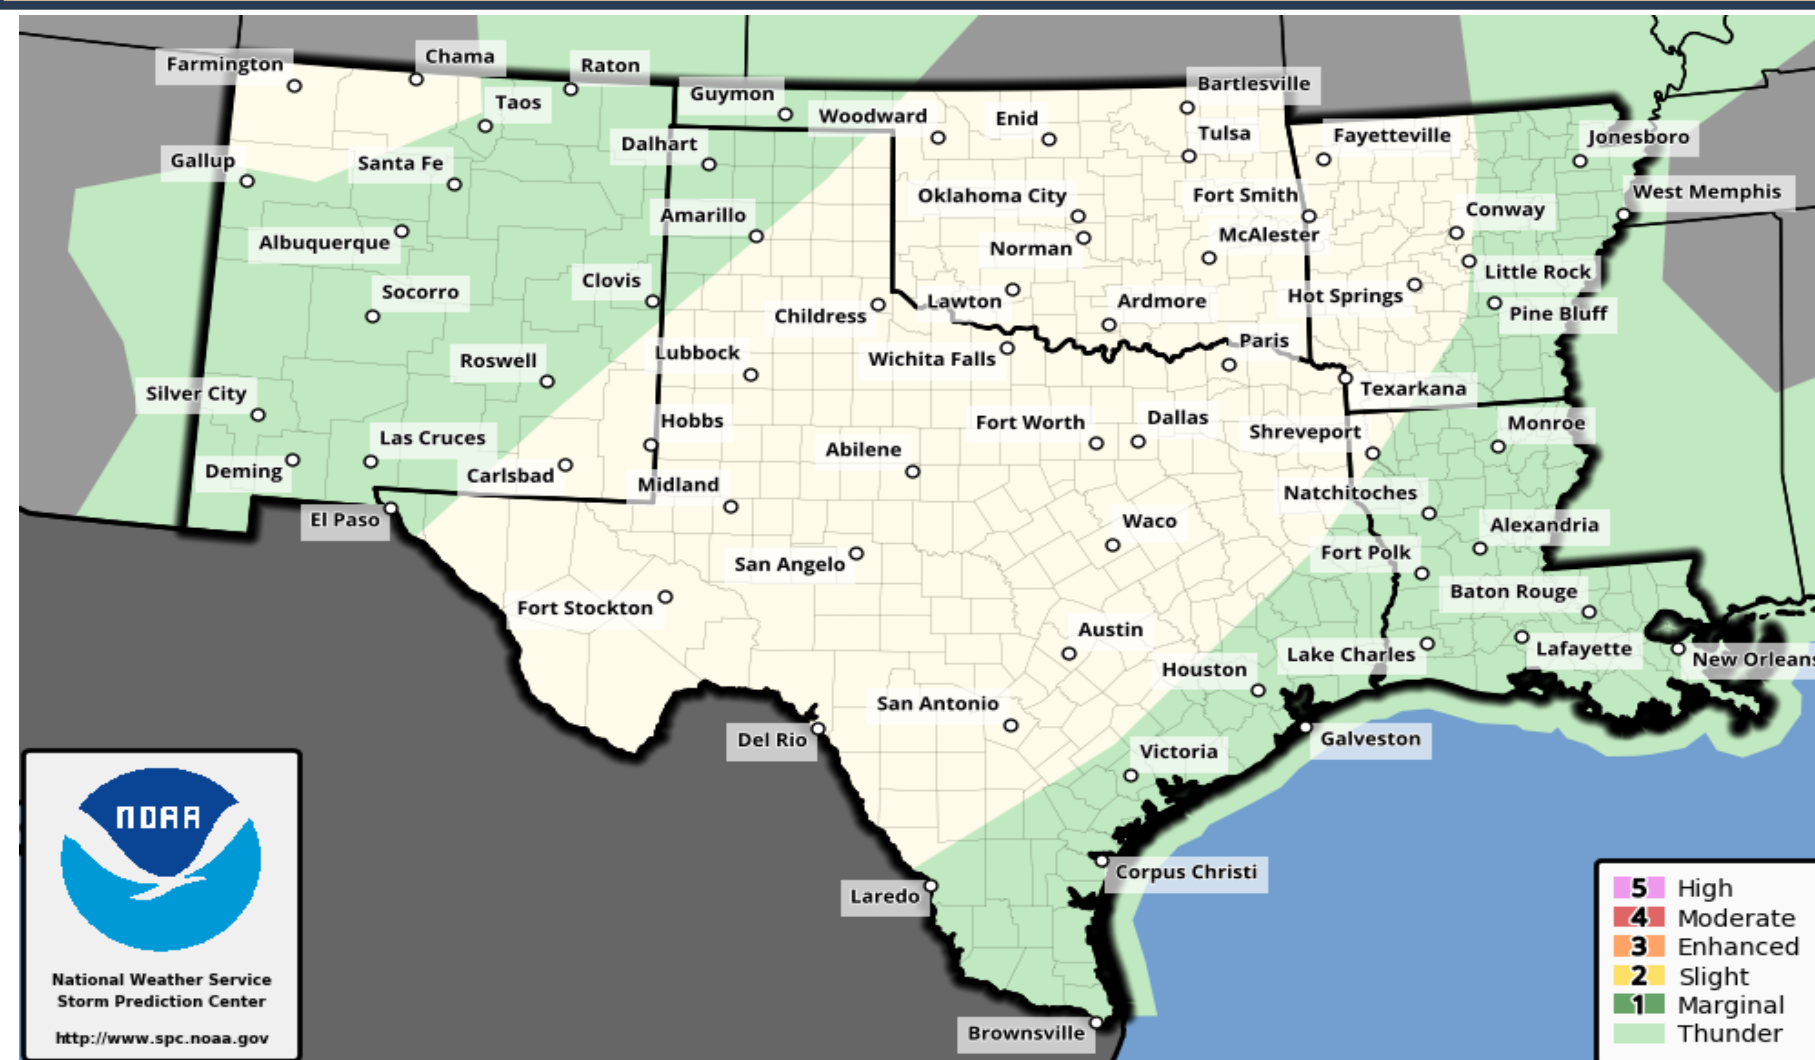 Farmington
Chama
Raton
Taos
Guymon
Woodward
Enid
Bartlesville
Tulsa
Fayetteville
Jonesboro
Gallup
Santa Fe
Dalhart
Oklahoma City
Fort Smith
West Memphis
Albuquerque
Amarillo
Norman
McAlester
Conway
Socorro
Clovis
Childress
Lawton
Ardmore
Hot Springs
Little Rock
Pine Bluff
Roswell
Lubbock
Wichita Falls
Paris
Texarkana
Silver City
Las Cruces
Hobbs
Abilene
Fort Worth
Dallas
Shreveport
Monroe
Deming
Carlsbad
Midland
Natchitoches
El Paso
Waco
Alexandria
San Angelo
Fort Polk
Fort Stockton
Baton Rouge
Austin
Houston
Lake Charles
Lafayette
New Orleans
San Antonio
Del Rio
Victoria
Galveston
Laredo
Corpus Christi
Brownsville
NOAA
National Weather Service
Storm Prediction Center
http://www.spc.noaa.gov
5 High
4 Moderate
3 Enhanced
2 Slight
1 Marginal
Thunder